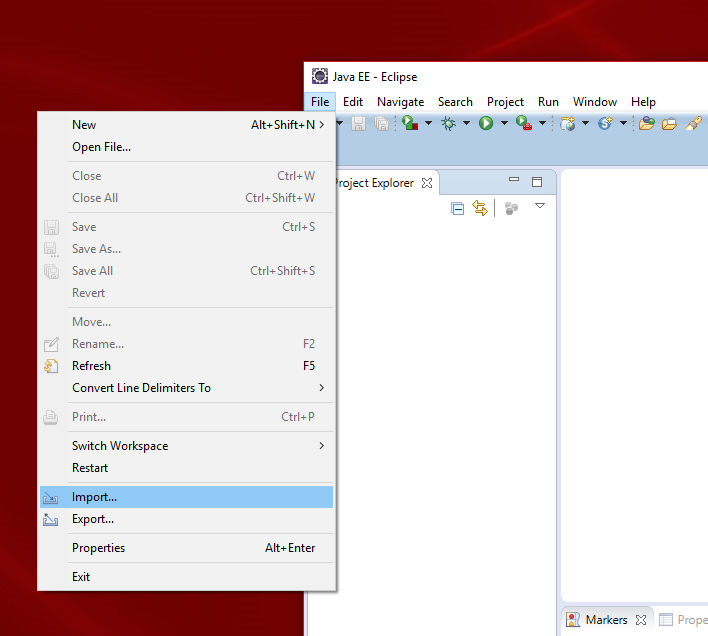 Java EE - Eclipse
File Edit Navigate Search Project Run Window Help
New Alt+Shift+N
Open File...
Close Ctrl+W
Close All Ctrl+Shift+W
Save Ctrl+S
Save As...
Save All Ctrl+Shift+S
Revert
Move...
Rename... F2
Refresh F5
Convert Line Delimiters To
Print... Ctrl+P
Switch Workspace
Restart
Import...
Export...
Properties Alt+Enter
Exit
Project Explorer
Markers Prope